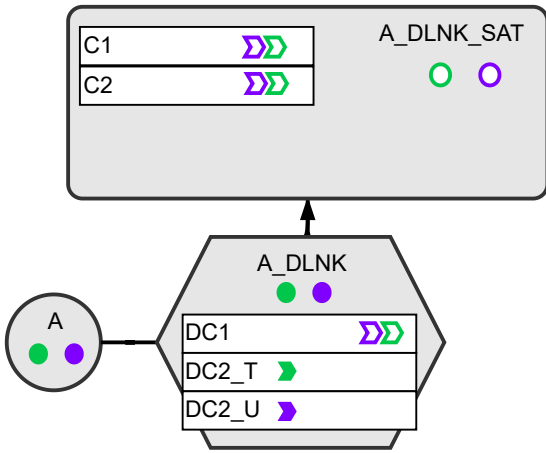 A_DLNK_SAT
C1
C2
A_DLNK
A
DC1
DC2_T
DC2_U